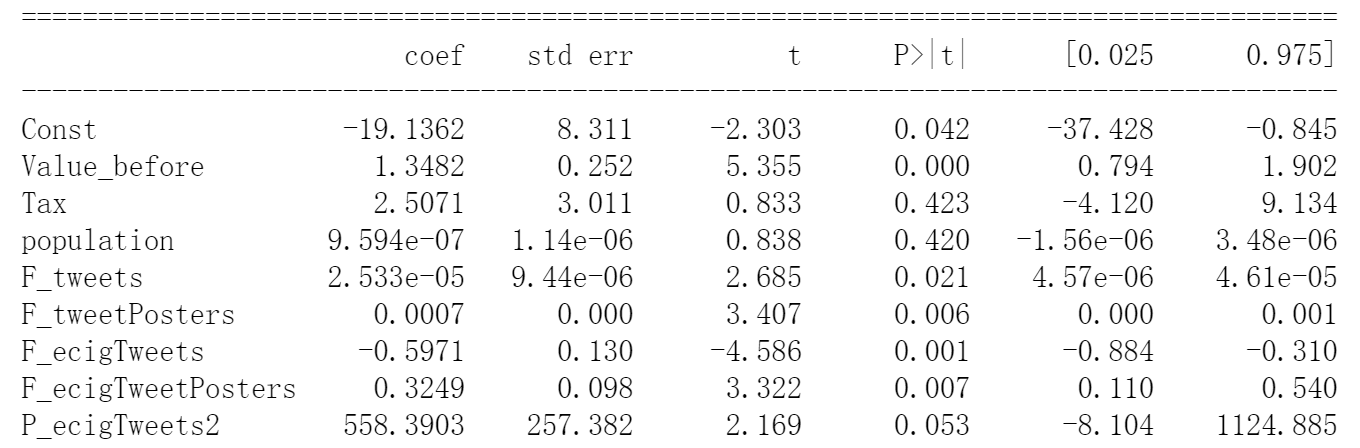 ==============================================================================
coef std err t P>|t| [0.025 0.975]
------------------------------------------------------------------------------
Const -19.1362 8.311 -2.303 0.042 -37.428 -0.845
Value_before 1.3482 0.252 5.355 0.000 0.794 1.902
Tax 2.5071 3.011 0.833 0.423 -4.120 9.134
population 9.594e-07 1.14e-06 0.838 0.420 -1.56e-06 3.48e-06
F_tweets 2.533e-05 9.44e-06 2.685 0.021 4.57e-06 4.61e-05
F_tweetPosters 0.0007 0.000 3.407 0.006 0.000 0.001
F_ecigTweets -0.5971 0.130 -4.586 0.001 -0.884 -0.310
F_ecigTweetPosters 0.3249 0.098 3.322 0.007 0.110 0.540
P_ecigTweets2 558.3903 257.382 2.169 0.053 -8.104 1124.885